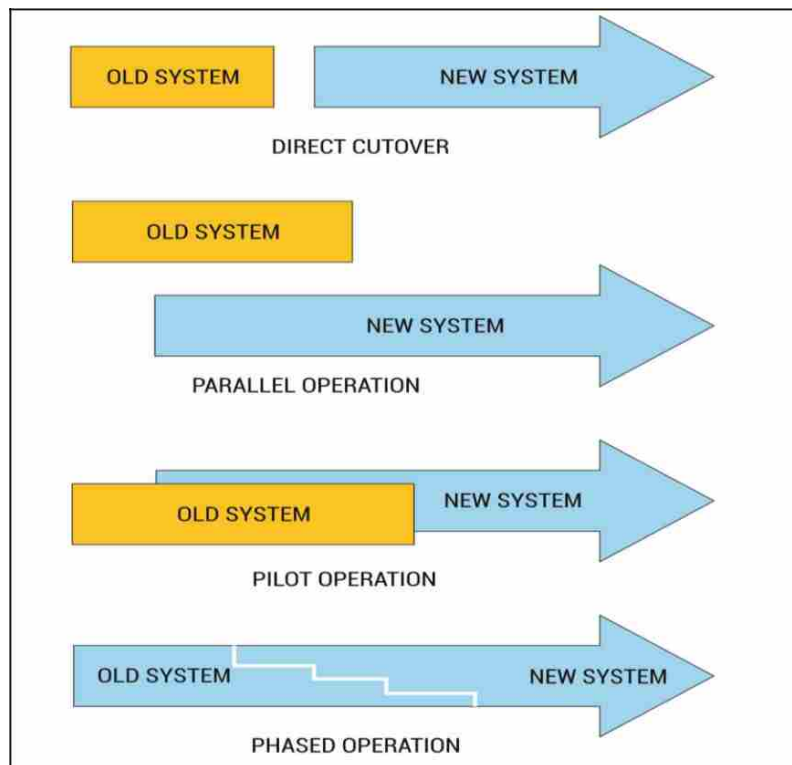 OLD SYSTEM
NEW SYSTEM
DIRECT CUTOVER
OLD SYSTEM
NEW SYSTEM
PARALLEL OPERATION
NEW SYSTEM
OLD SYSTEM
PILOT OPERATION
OLD SYSTEM
NEW SYSTEM
PHASED OPERATION